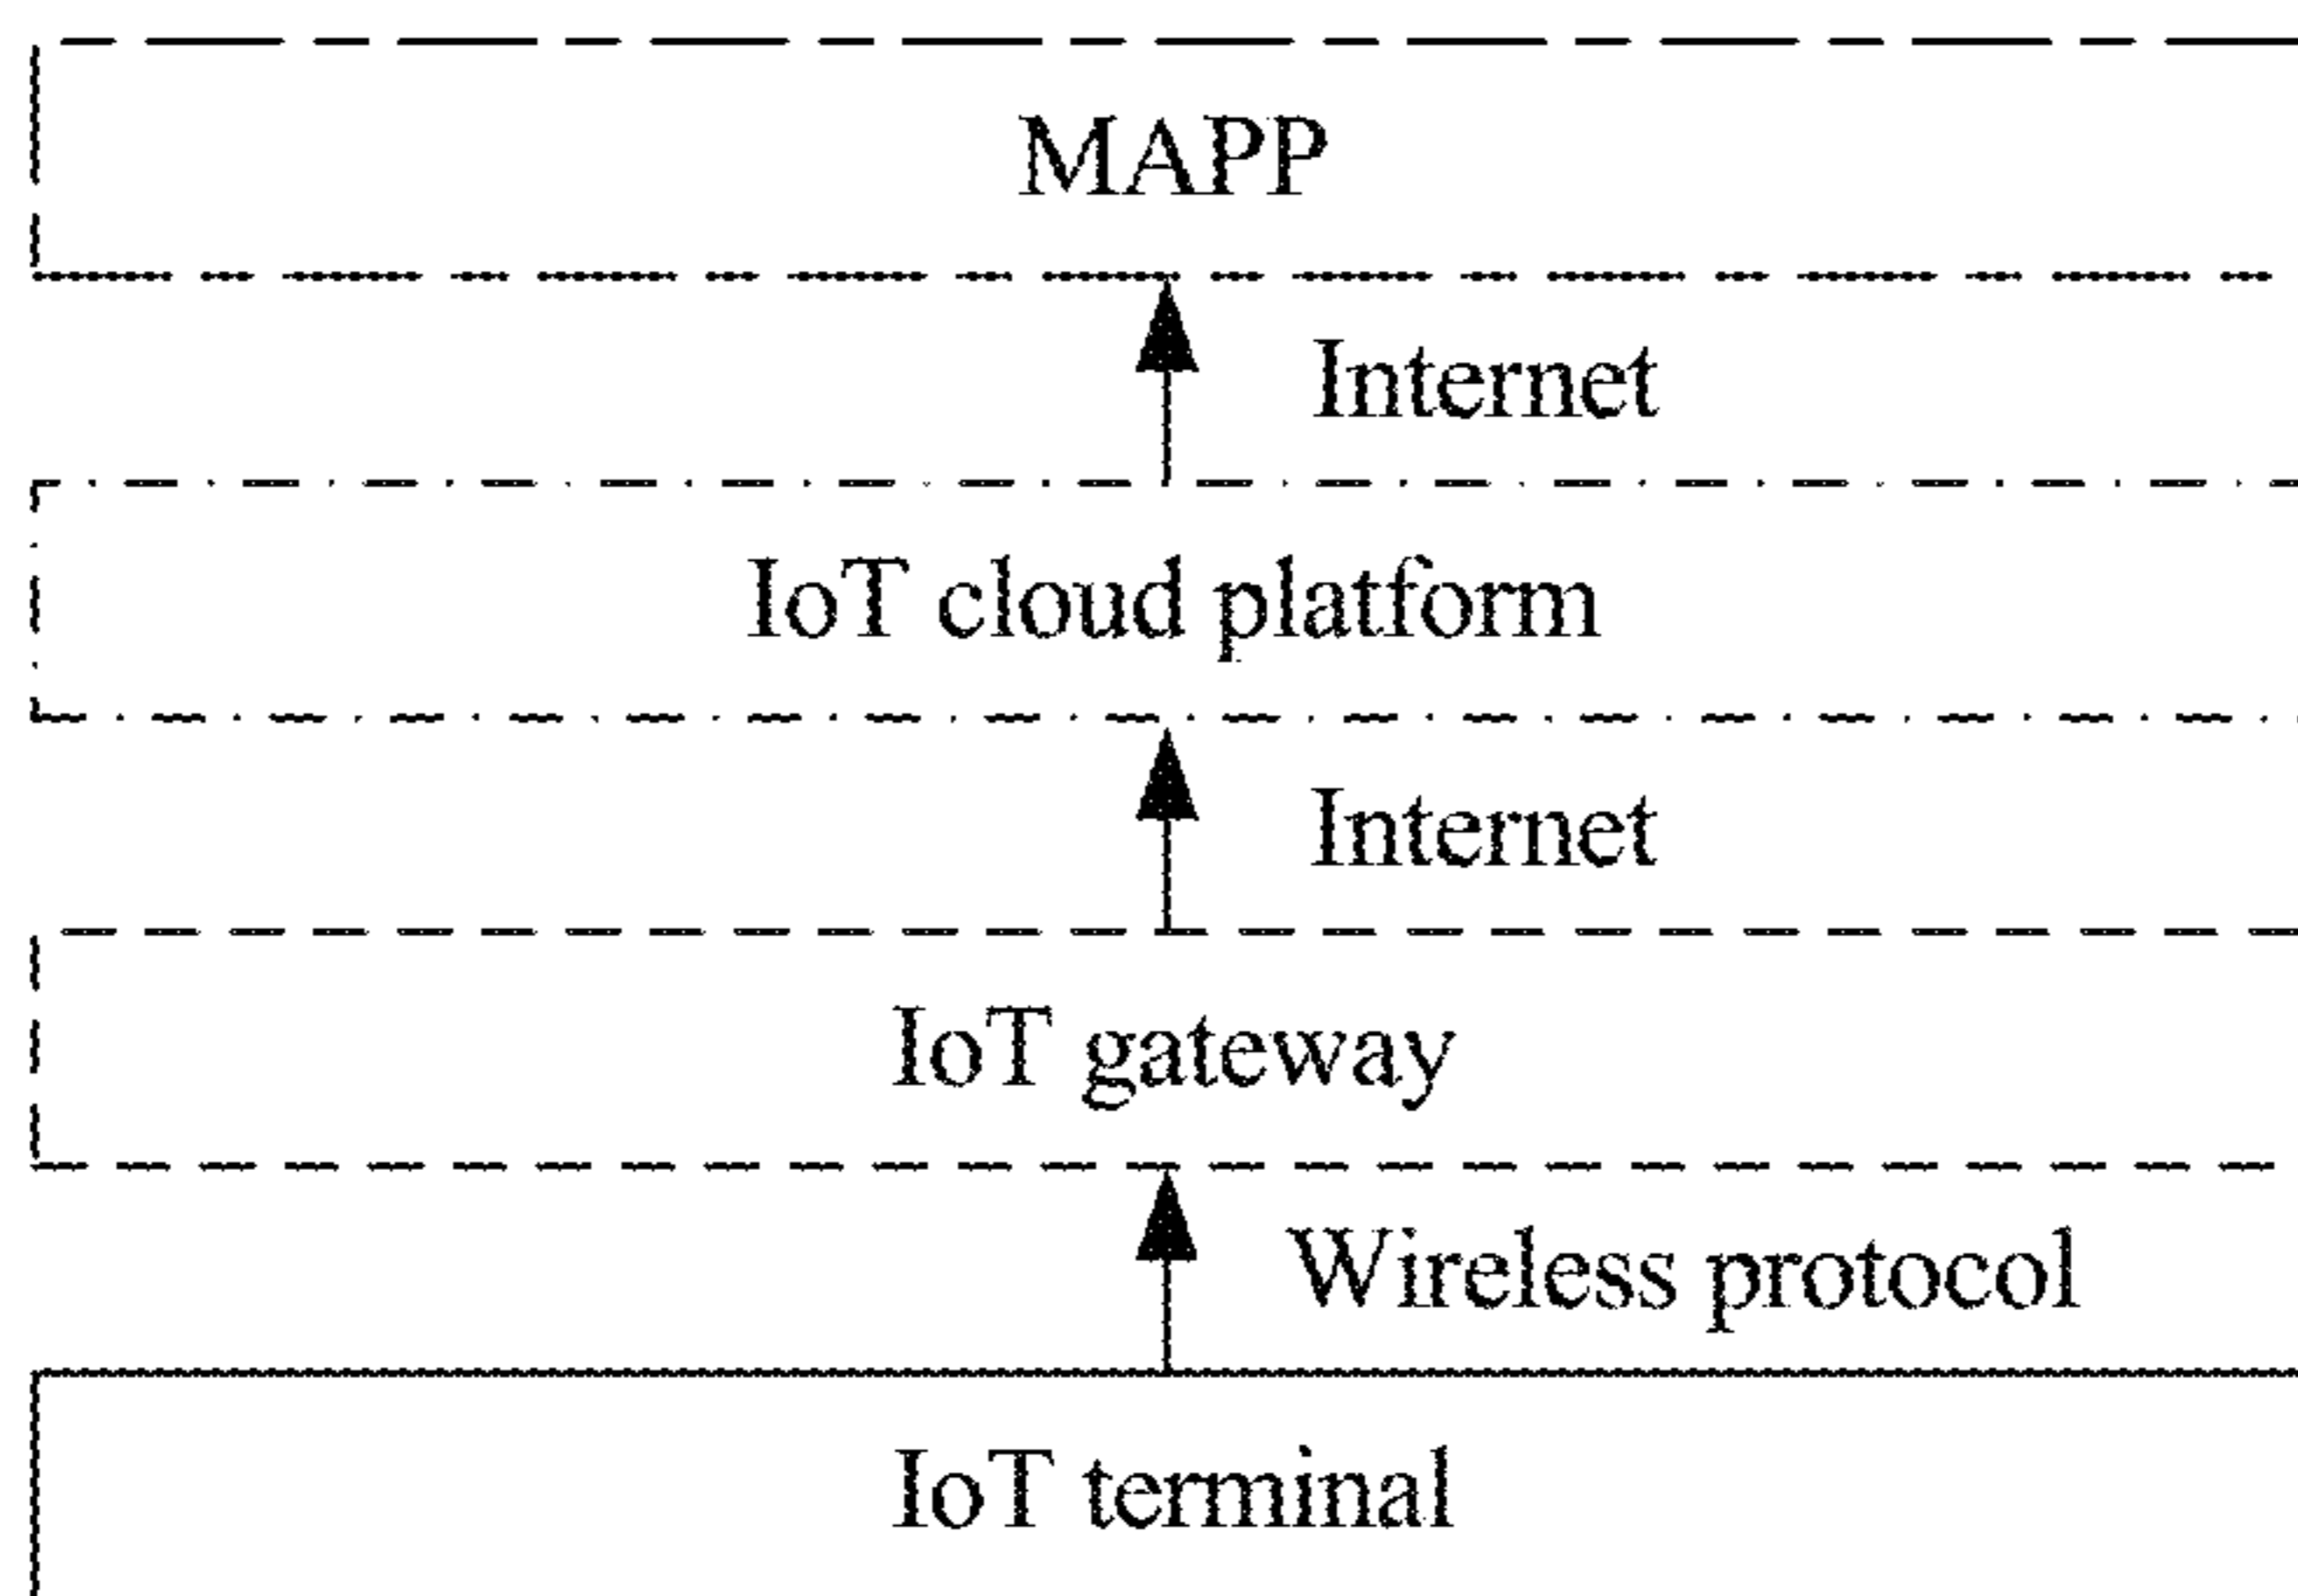 MAPP
Internet
IoT cloud platform
Internet
IoT gateway
Wireless protocol
IoT terminal